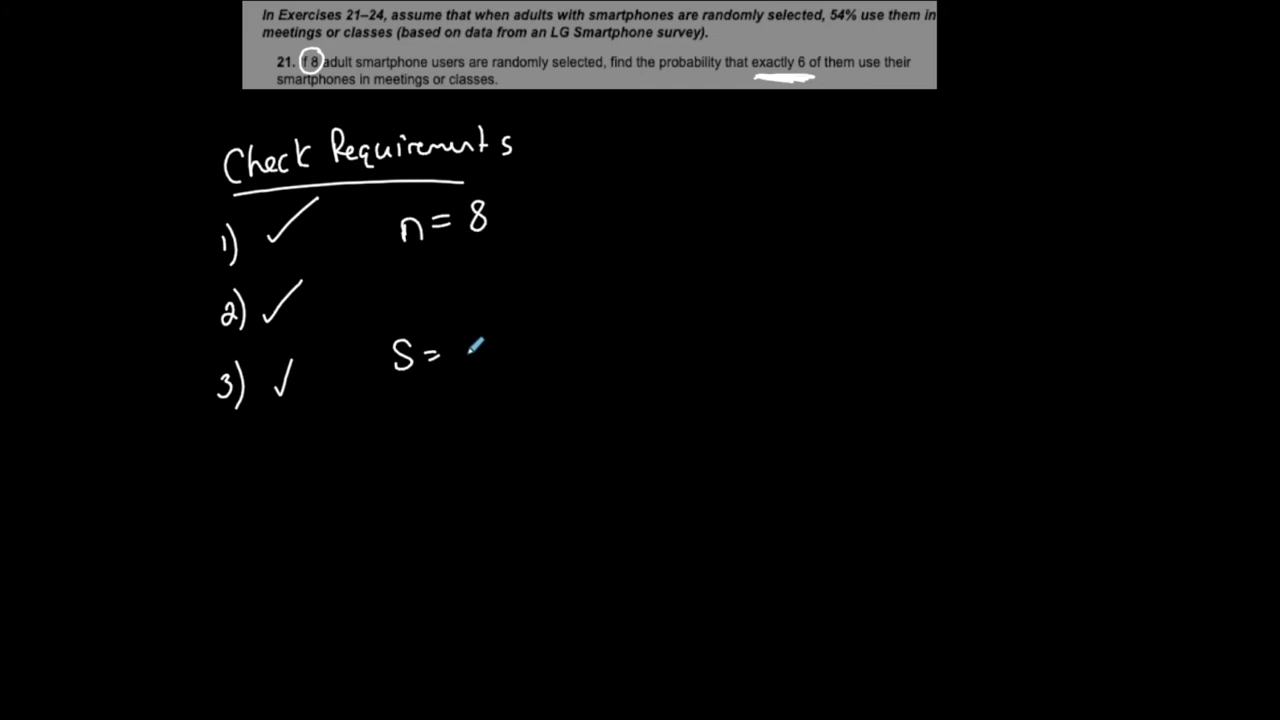 In Exercises 21–24, assume that when adults with smartphones are randomly selected, 54% use them in
meetings or classes (based on data from an LG Smartphone survey).
21. If 8 adult smartphone users are randomly selected, find the probability that exactly 6 of them use their
smartphones in meetings or classes.
Check Requirements
1) ✓ n = 8
2) ✓
3) ✓ S =